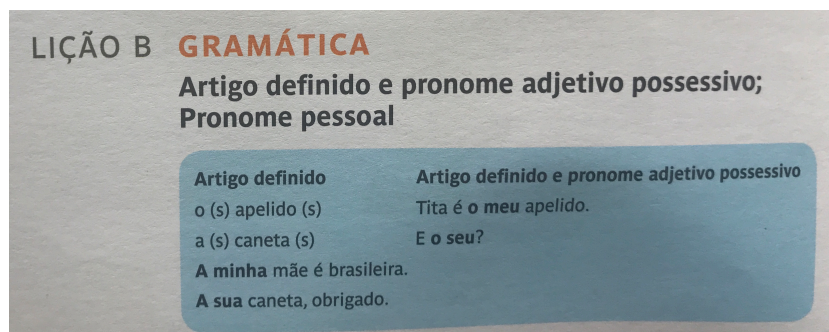 LIÇÃO B GRAMÁTICA
Artigo definido e pronome adjetivo possessivo;
Pronome pessoal
Artigo definido
o (s) apelido (s)
a (s) caneta (s)
A minha mãe é brasileira.
A sua caneta, obrigado.
Artigo definido e pronome adjetivo possessivo
Tita é o meu apelido.
E o seu?